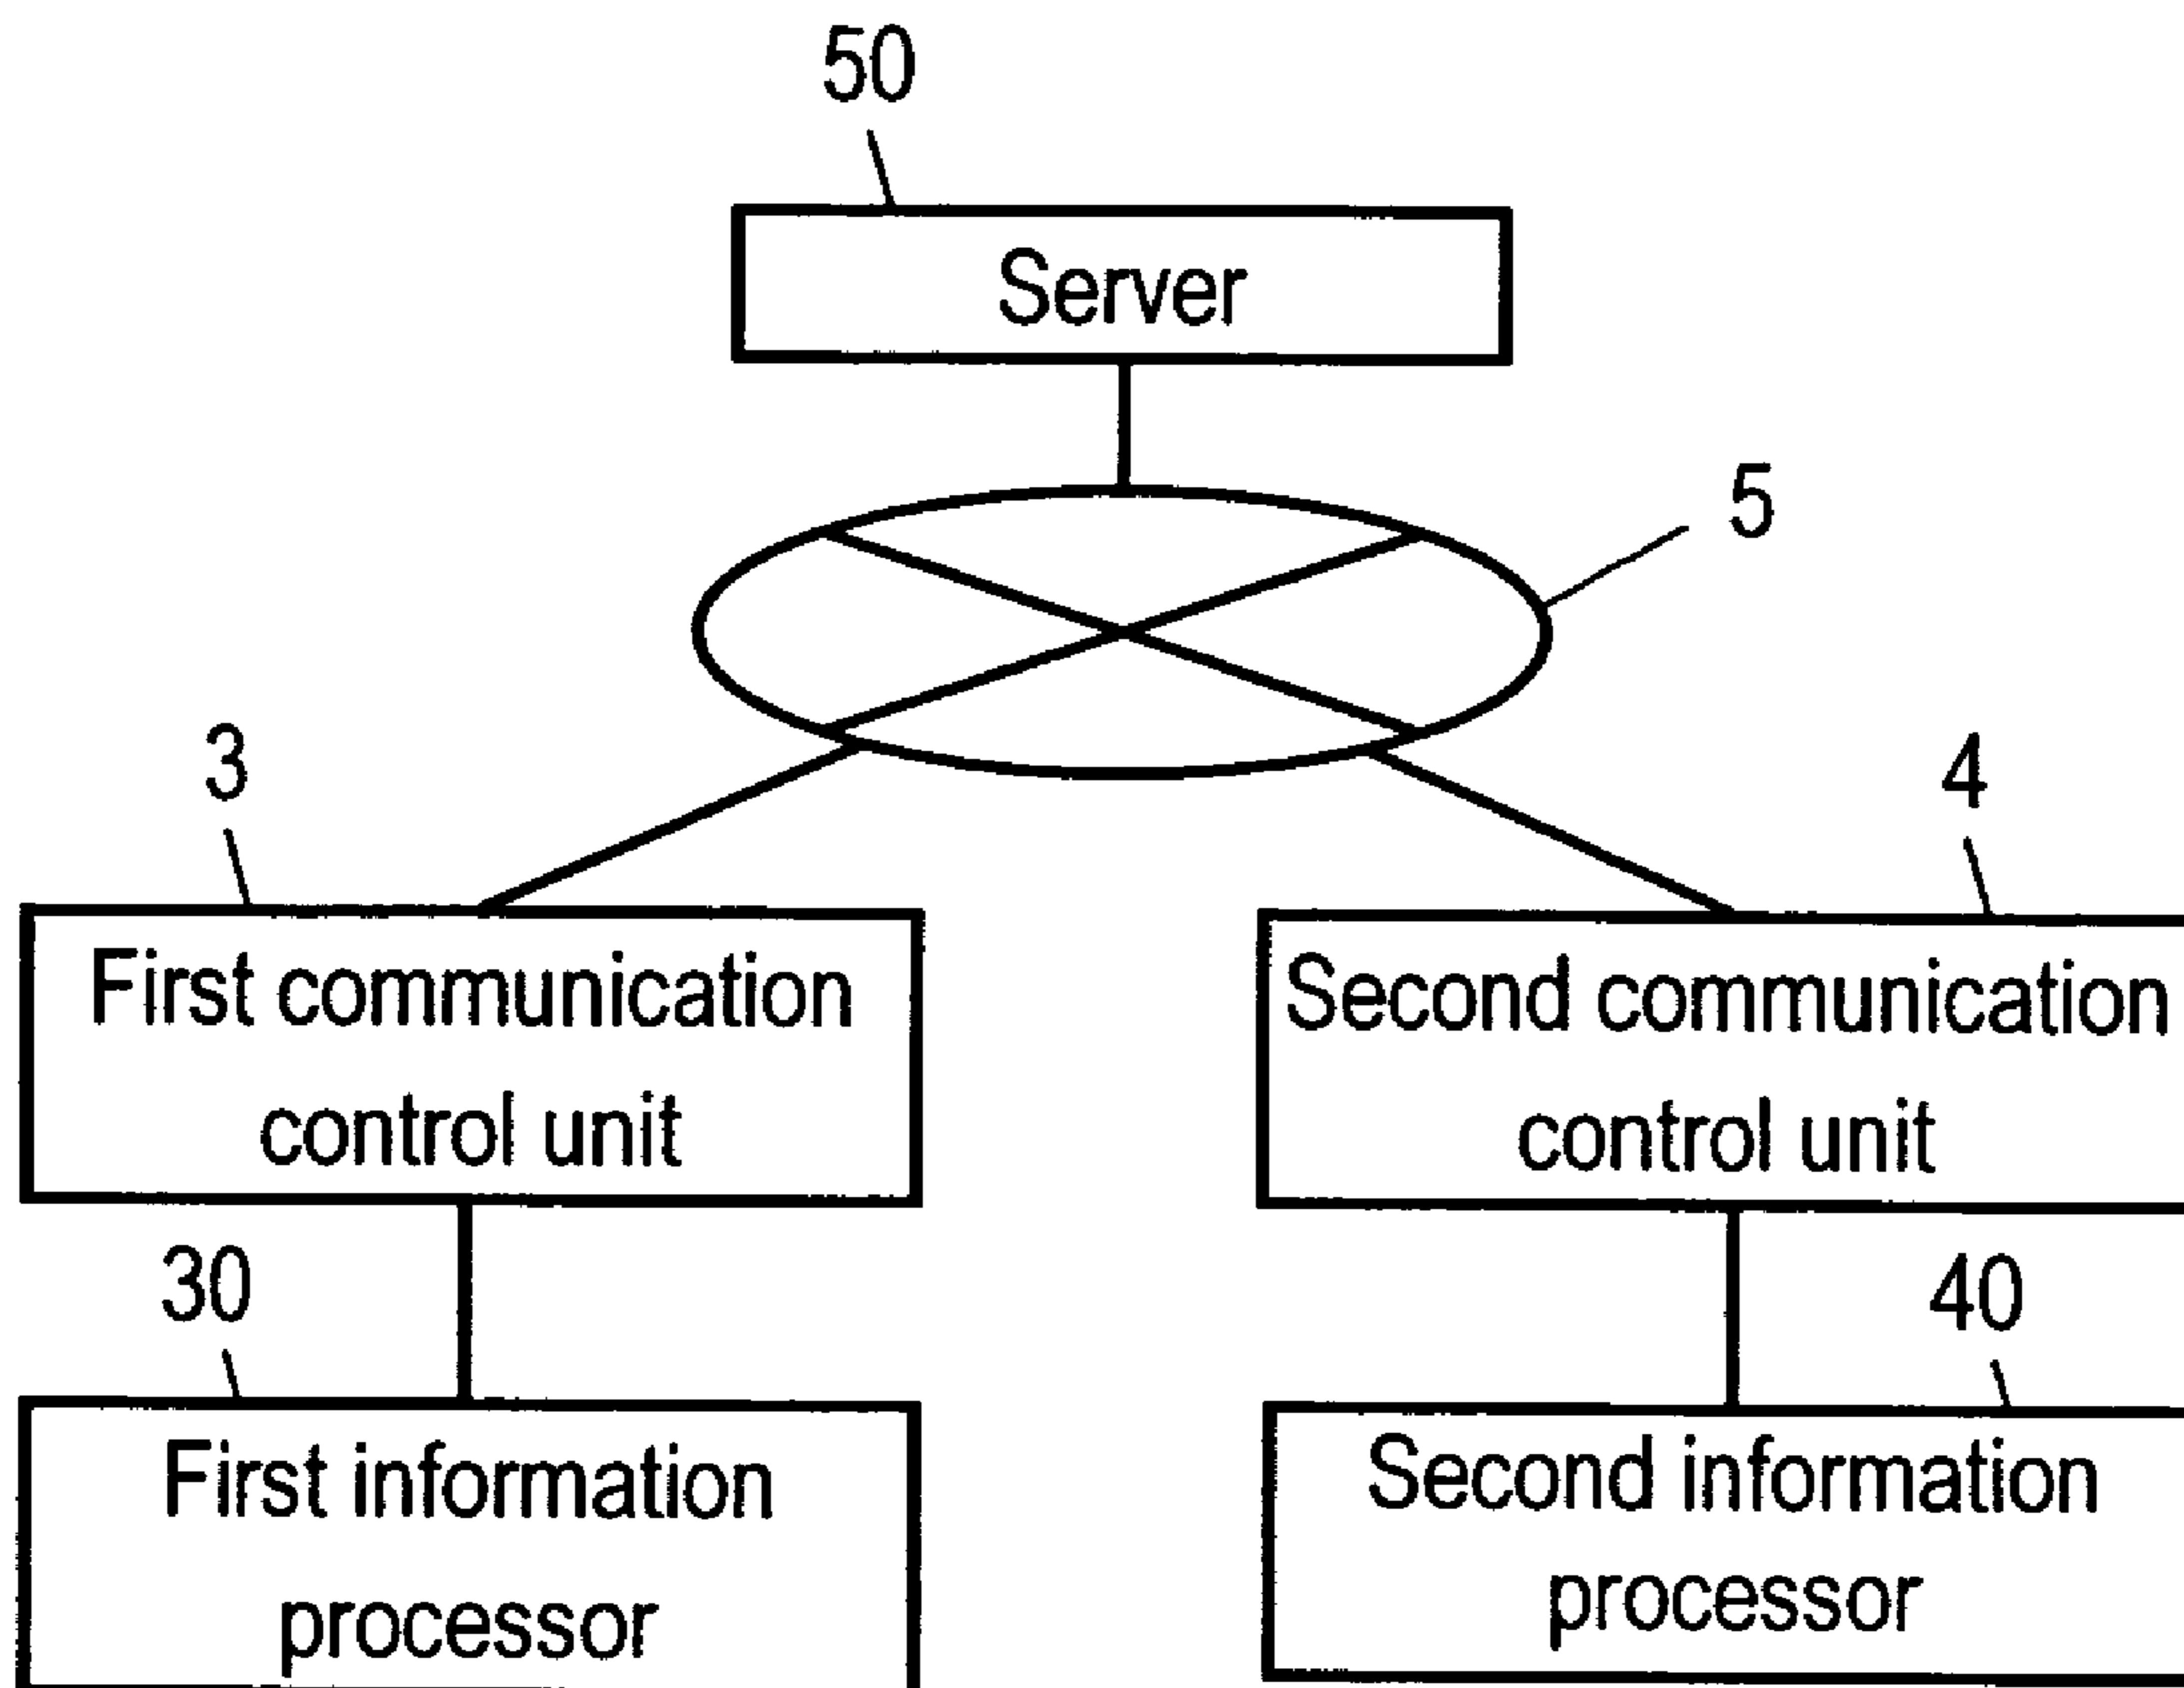 50
Server
5
3
4
First communication
control unit
Second communication
control unit
30
40
First information
processor
Second information
processor